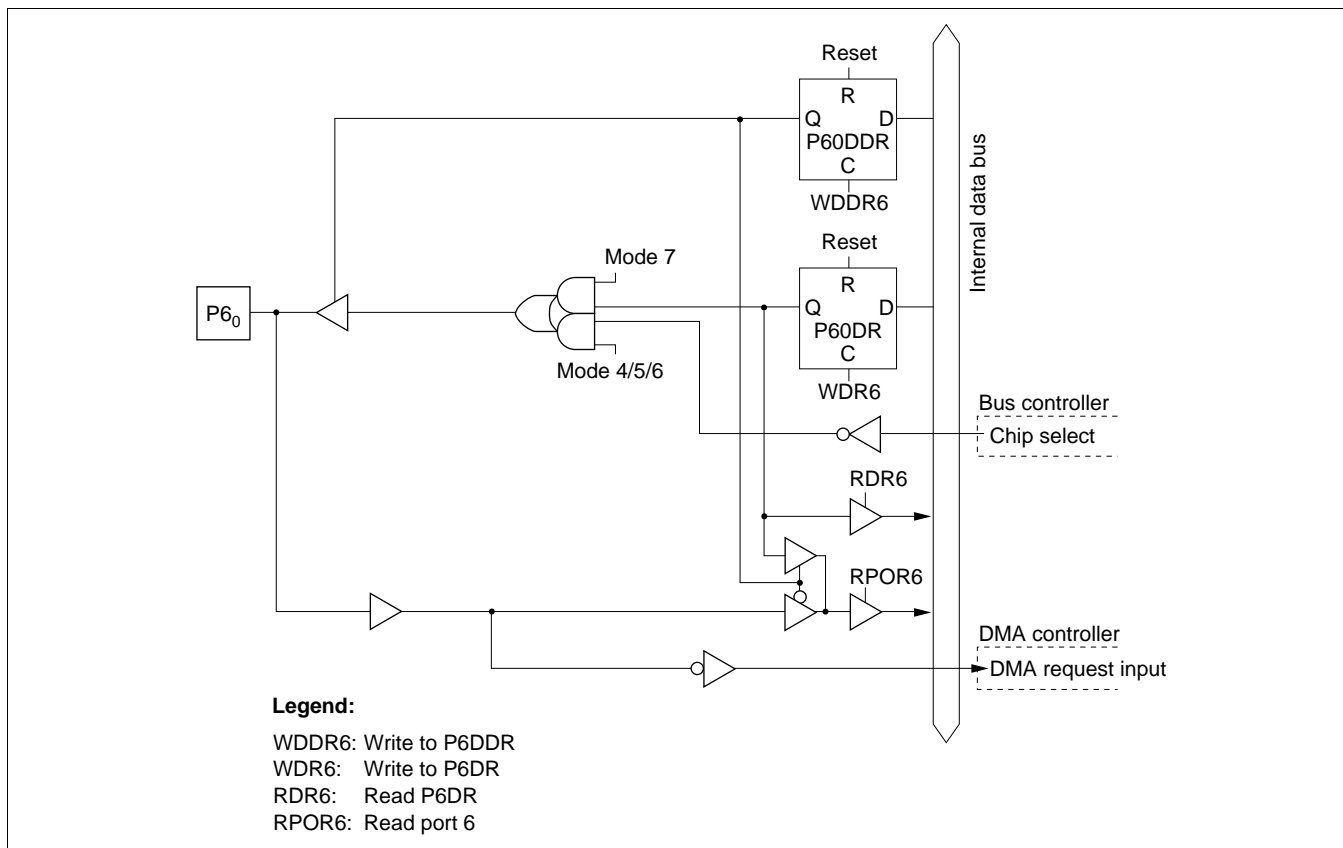 Reset
R
Q D
P60DDR
C
WDDR6
Internal data bus
Reset
Mode 7
R
Q D
P6₀
P60DR
C
Mode 4/5/6
WDR6
Bus controller
Chip select
RDR6
RPOR6
DMA controller
DMA request input
Legend:
WDDR6: Write to P6DDR
WDR6: Write to P6DR
RDR6: Read P6DR
RPOR6: Read port 6